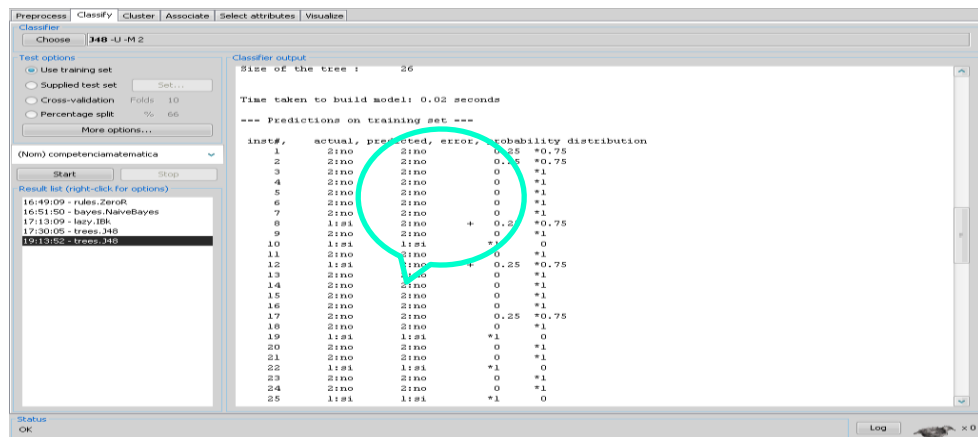 Preprocess Classify Cluster Associate Select attributes Visualize
Classifier
Choose J48 -U -M 2
Test options
Use training set
Supplied test set Set...
Cross-validation Folds 10
Percentage split % 66
More options...
(Nom) competenciamatematica
Start Stop
Result list (right-click for options)
16:49:09 - rules.ZeroR
16:51:50 - bayes.NaiveBayes
17:13:09 - lazy.IBk
17:30:05 - trees.J48
19:13:52 - trees.J48
Classifier output
Size of the tree : 26
Time taken to build model: 0.02 seconds
=== Predictions on training set ===
inst#, actual, predicted, error, probability distribution
1 2:no 2:no 0.25 *0.75
2 2:no 2:no 0.25 *0.75
3 2:no 2:no 0 *1
4 2:no 2:no 0 *1
5 2:no 2:no 0 *1
6 2:no 2:no 0 *1
7 2:no 2:no 0 *1
8 1:si 2:no + 0.25 *0.75
9 2:no 2:no 0 *1
10 1:si 1:si *1 0
11 2:no 2:no 0 *1
12 1:si 2:no + 0.25 *0.75
13 2:no 2:no 0 *1
14 2:no 2:no 0 *1
15 2:no 2:no 0 *1
16 2:no 2:no 0 *1
17 2:no 2:no 0.25 *0.75
18 2:no 2:no 0 *1
19 1:si 1:si *1 0
20 2:no 2:no 0 *1
21 2:no 2:no 0 *1
22 1:si 1:si *1 0
23 2:no 2:no 0 *1
24 2:no 2:no 0 *1
25 1:si 1:si *1 0
Status
OK
Log x 0